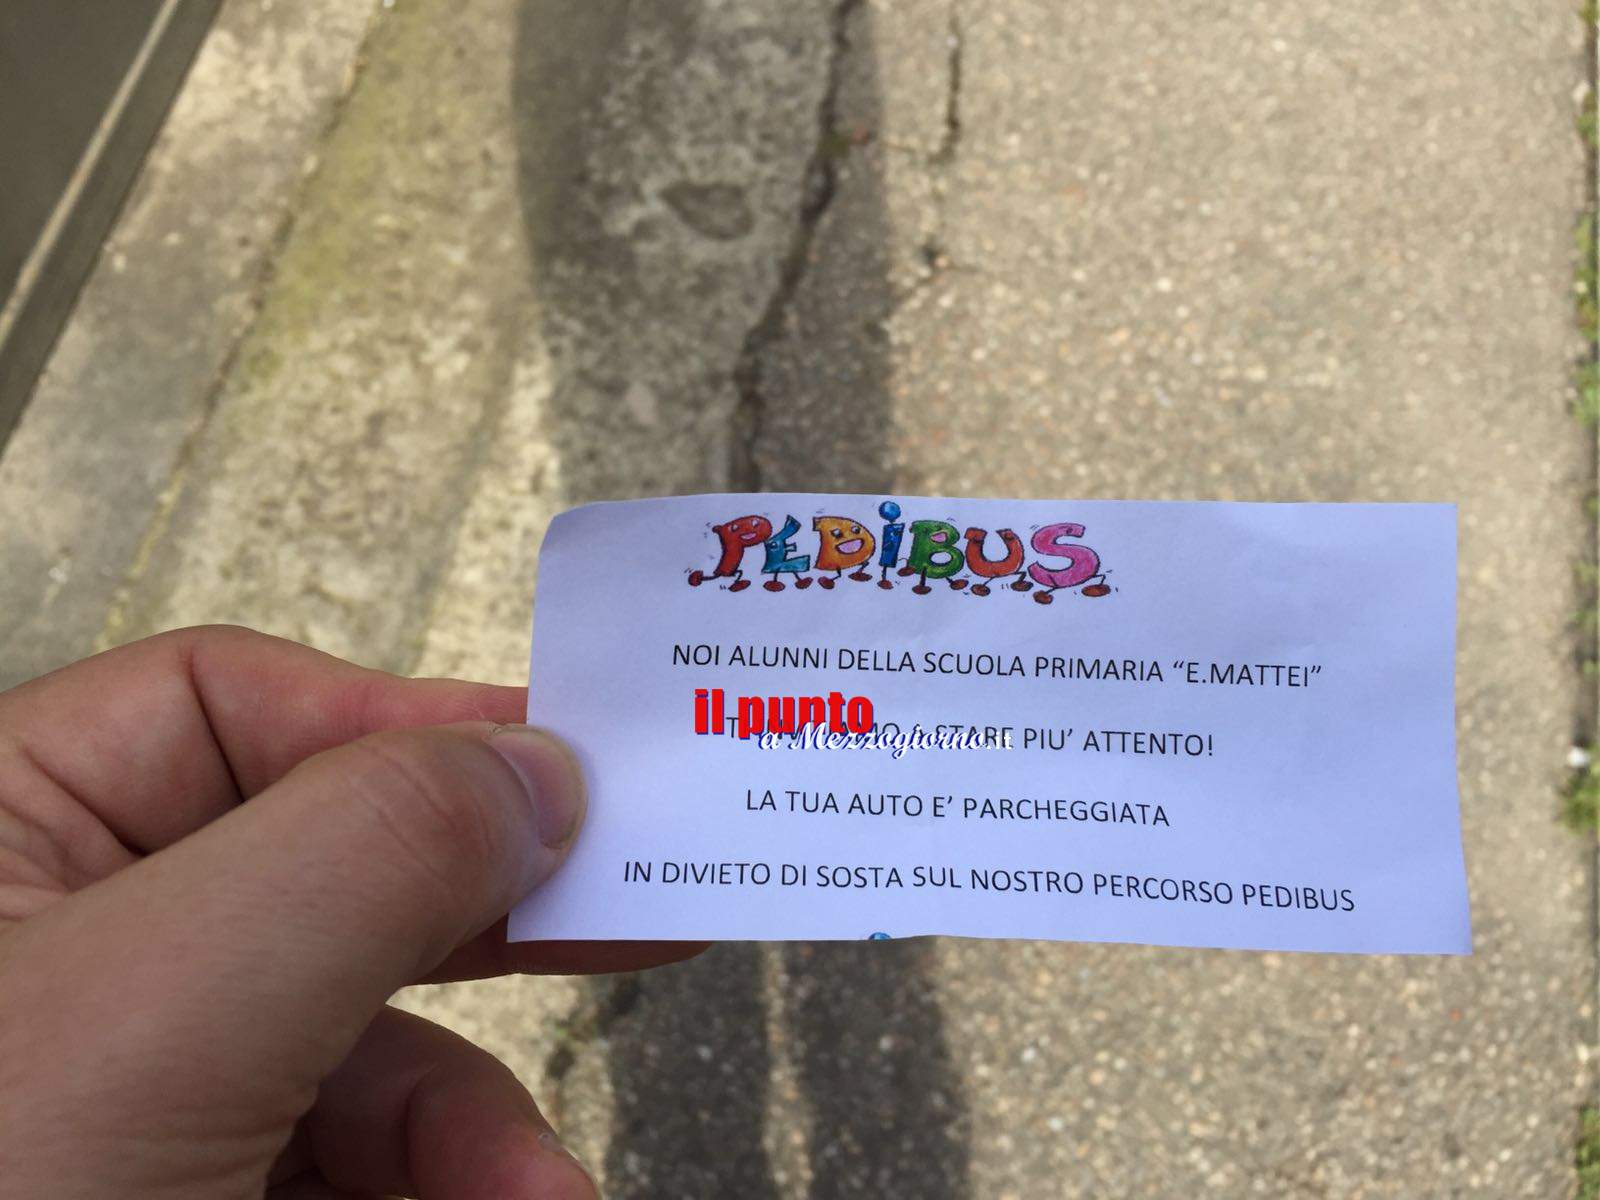 PEDIBUS
NOI ALUNNI DELLA SCUOLA PRIMARIA “E.MATTEI”
il punto
a Mezzogiorno.it
A STARE PIU’ ATTENTO!
LA TUA AUTO E’ PARCHEGGIATA
IN DIVIETO DI SOSTA SUL NOSTRO PERCORSO PEDIBUS